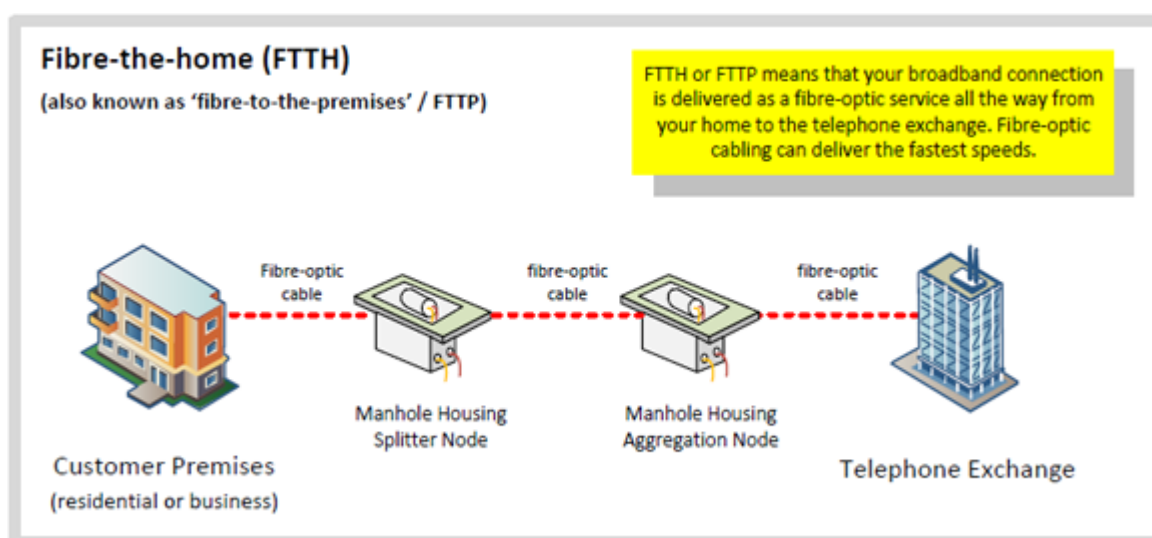 Fibre-the-home (FTTH)
(also known as ‘fibre-to-the-premises’ / FTTP)
FTTH or FTTP means that your broadband connection
is delivered as a fibre-optic service all the way from
your home to the telephone exchange. Fibre-optic
cabling can deliver the fastest speeds.
Fibre-optic
cable
fibre-optic
cable
fibre-optic
cable
Manhole Housing
Splitter Node
Manhole Housing
Aggregation Node
Customer Premises
(residential or business)
Telephone Exchange